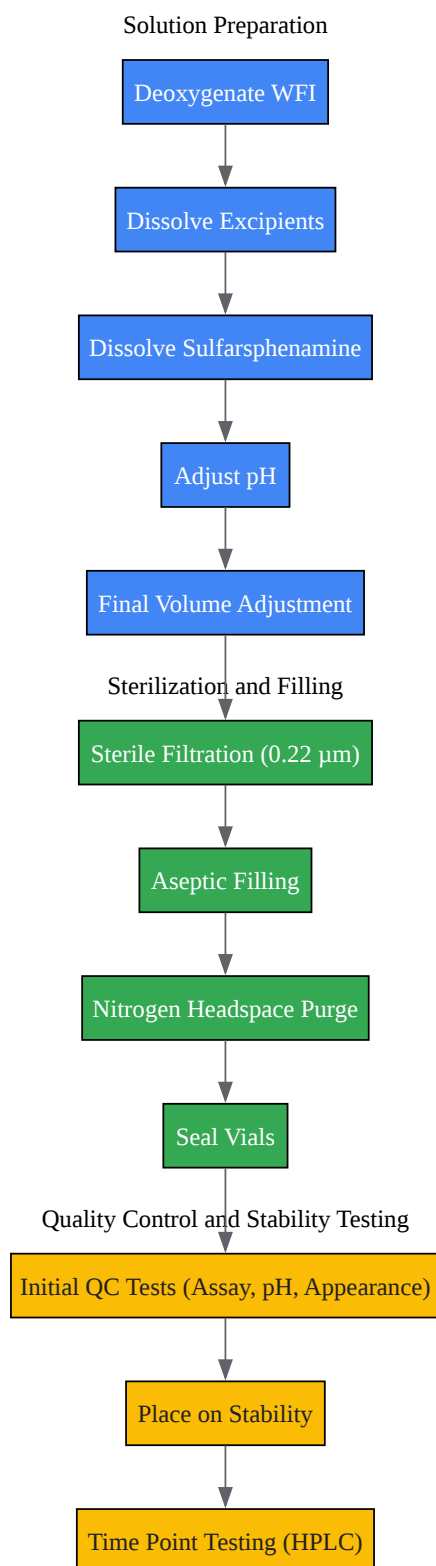 Solution Preparation
Deoxygenate WFI
Dissolve Excipients
Dissolve Sulfarsphenamine
Adjust pH
Final Volume Adjustment
Sterilization and Filling
Sterile Filtration (0.22 µm)
Aseptic Filling
Nitrogen Headspace Purge
Seal Vials
Quality Control and Stability Testing
Initial QC Tests (Assay, pH, Appearance)
Place on Stability
Time Point Testing (HPLC)